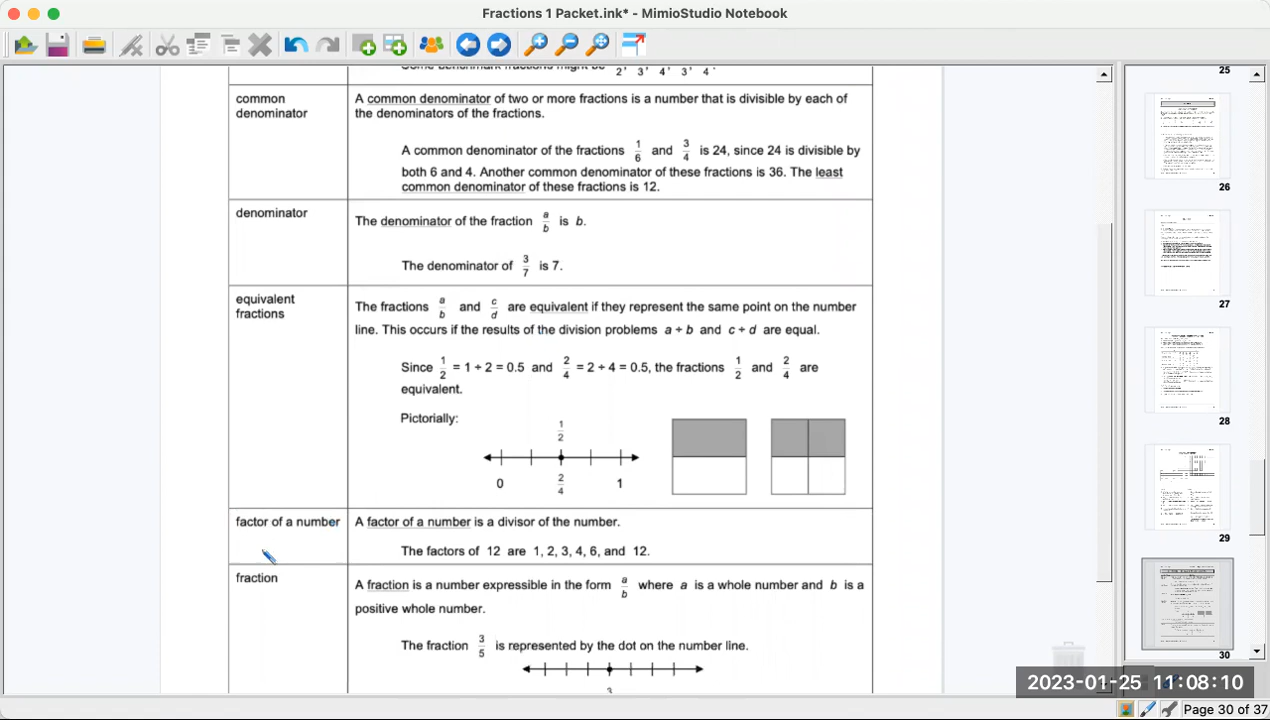 Fractions 1 Packet.ink* - MimioStudio Notebook
2' 3' 4' 3' 4'
common
denominator
A common denominator of two or more fractions is a number that is divisible by each of
the denominators of the fractions.
A common denominator of the fractions 1/6 and 3/4 is 24, since 24 is divisible by
both 6 and 4. Another common denominator of these fractions is 36. The least
common denominator of these fractions is 12.
denominator
The denominator of the fraction a/b is b.
The denominator of 3/7 is 7.
equivalent
fractions
The fractions a/b and c/d are equivalent if they represent the same point on the number
line. This occurs if the results of the division problems a ÷ b and c ÷ d are equal.
Since 1/2 = 1 ÷ 2 = 0.5 and 2/4 = 2 ÷ 4 = 0.5, the fractions 1/2 and 2/4 are
equivalent.
Pictorially:
1/2
0 2/4 1
factor of a number
A factor of a number is a divisor of the number.
The factors of 12 are 1, 2, 3, 4, 6, and 12.
fraction
A fraction is a number expressible in the form a/b where a is a whole number and b is a
positive whole number.
The fraction 3/5 is represented by the dot on the number line.
25
26
27
28
29
30
2023-01-25 11:08:10
Page 30 of 37